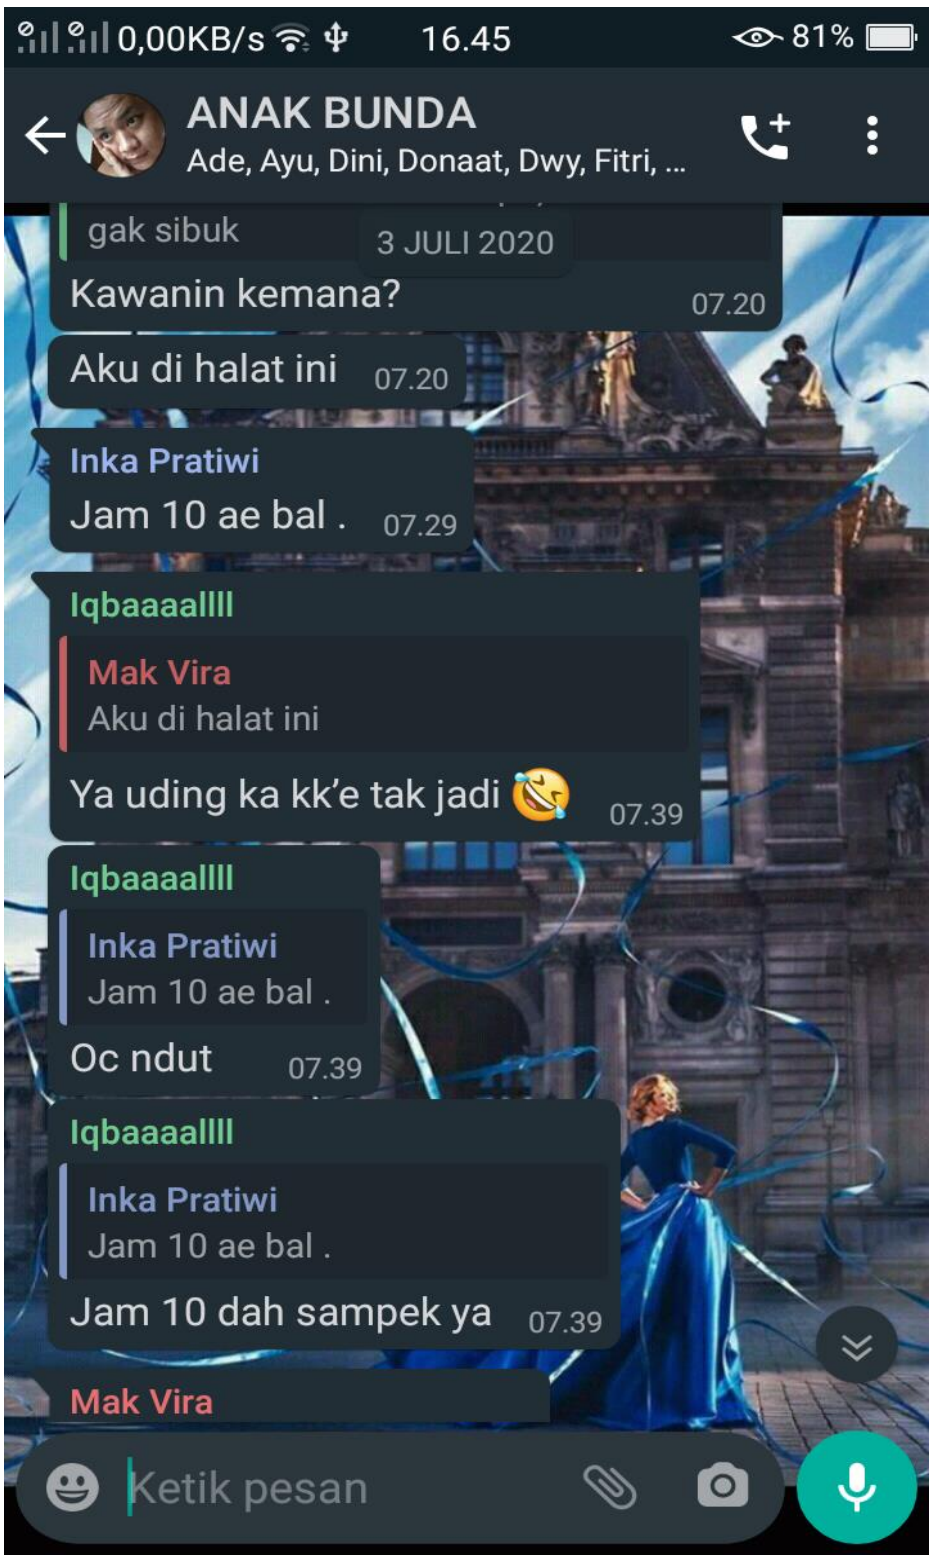 0,00KB/s 16.45 81%
ANAK BUNDA
Ade, Ayu, Dini, Donaat, Dwy, Fitri, ...
gak sibuk
3 JULI 2020
Kawanin kemana? 07.20
Aku di halat ini 07.20
Inka Pratiwi
Jam 10 ae bal . 07.29
Iqbaaaallll
Mak Vira
Aku di halat ini
Ya uding ka kk'e tak jadi 🤣 07.39
Iqbaaaallll
Inka Pratiwi
Jam 10 ae bal .
Oc ndut 07.39
Iqbaaaallll
Inka Pratiwi
Jam 10 ae bal .
Jam 10 dah sampek ya 07.39
Mak Vira
Ketik pesan